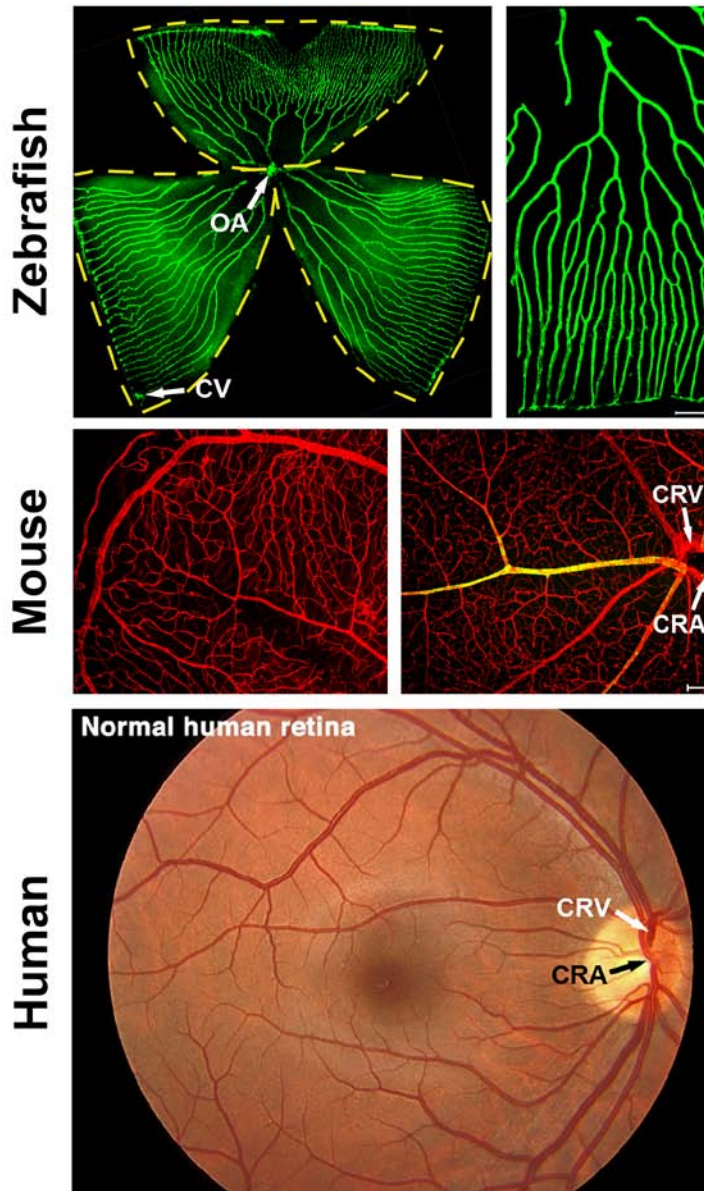 Zebrafish
OA
CV
Mouse
CRV
CRA
Human
Normal human retina
CRV
CRA